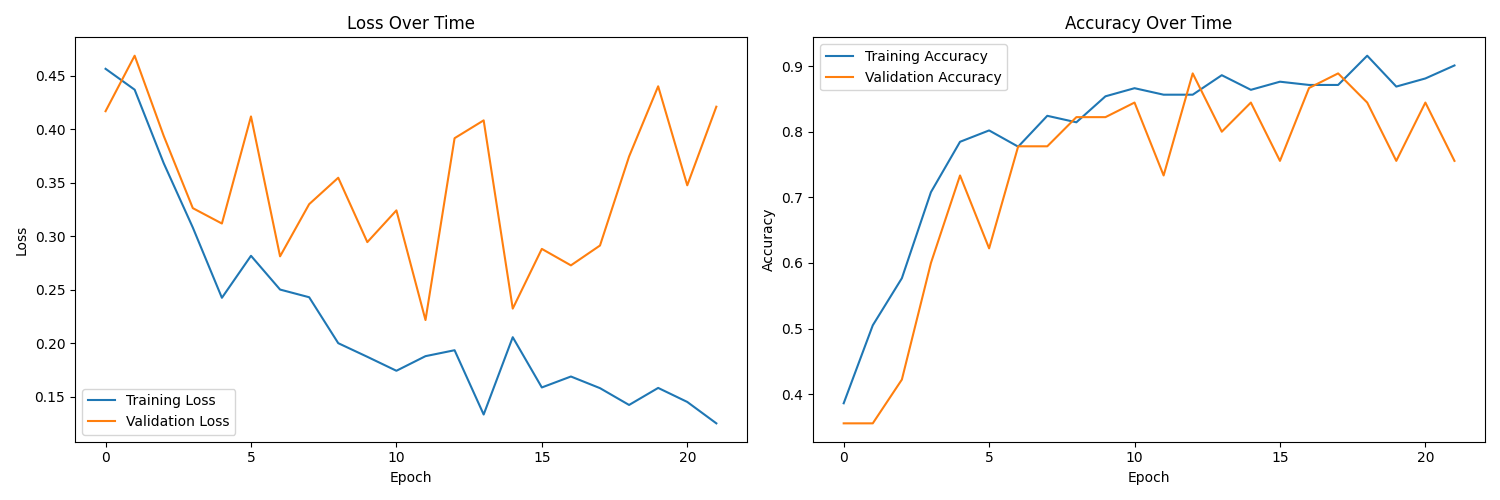 Loss Over Time
0.45
0.40
0.35
0.30
0.25
0.20
0.15
Loss
Training Loss
Validation Loss
0 5 10 15 20
Epoch
Accuracy Over Time
Training Accuracy
Validation Accuracy
0.9
0.8
0.7
0.6
0.5
0.4
Accuracy
0 5 10 15 20
Epoch